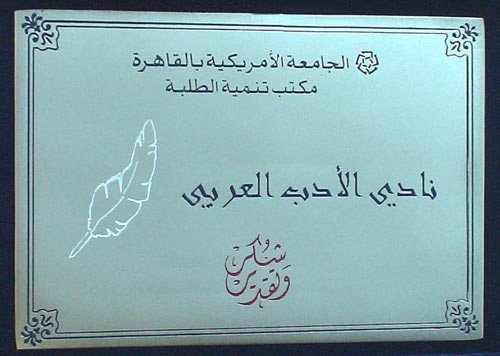 الجامعة الأمريكية بالقاهرة
مكتب تنمية الطلبة
نادي الأدب العربي
شكر
وتقدير